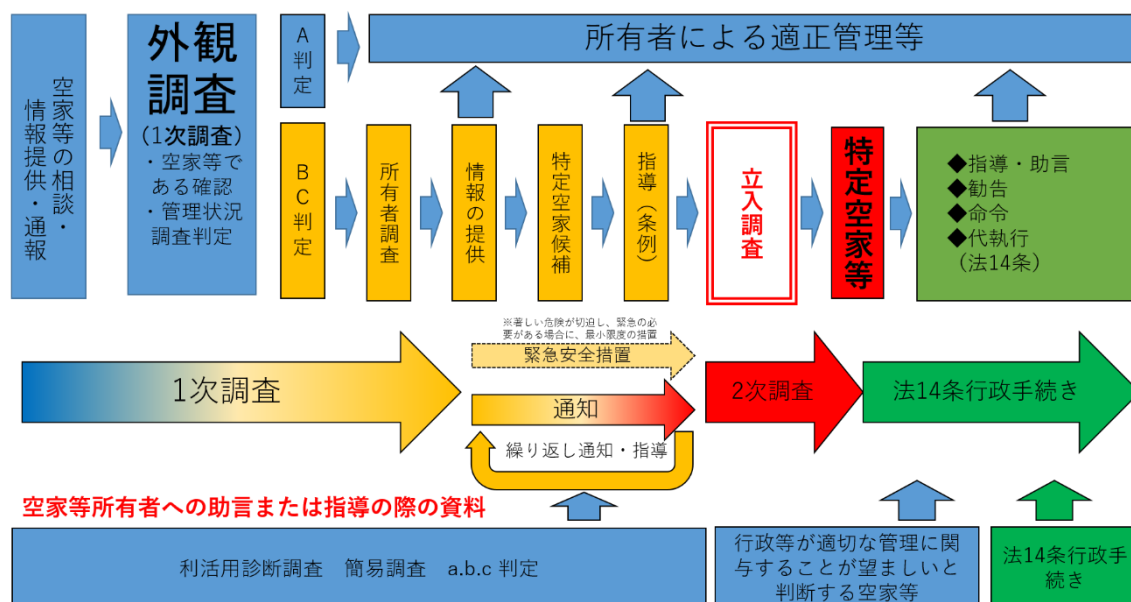 空家等の相談・
情報提供・通報
外観
調査
(1次調査)
・空家等で
ある確認
・管理状況
調査判定
A判定
所有者による適正管理等
BC判定
所有者調査
情報の提供
特定空家候補
指導（条例）
立入調査
特定空家等
◆指導・助言
◆勧告
◆命令
◆代執行
(法14条)
※著しい危険が切迫し、緊急の必
要がある場合に、最小限度の措置
緊急安全措置
1次調査
通知
2次調査
法14条行政手続き
繰り返し通知・指導
空家等所有者への助言または指導の際の資料
利活用診断調査　簡易調査　a.b.c 判定
行政等が適切な管理に関
与することが望ましいと
判断する空家等
法14条行政手
続き